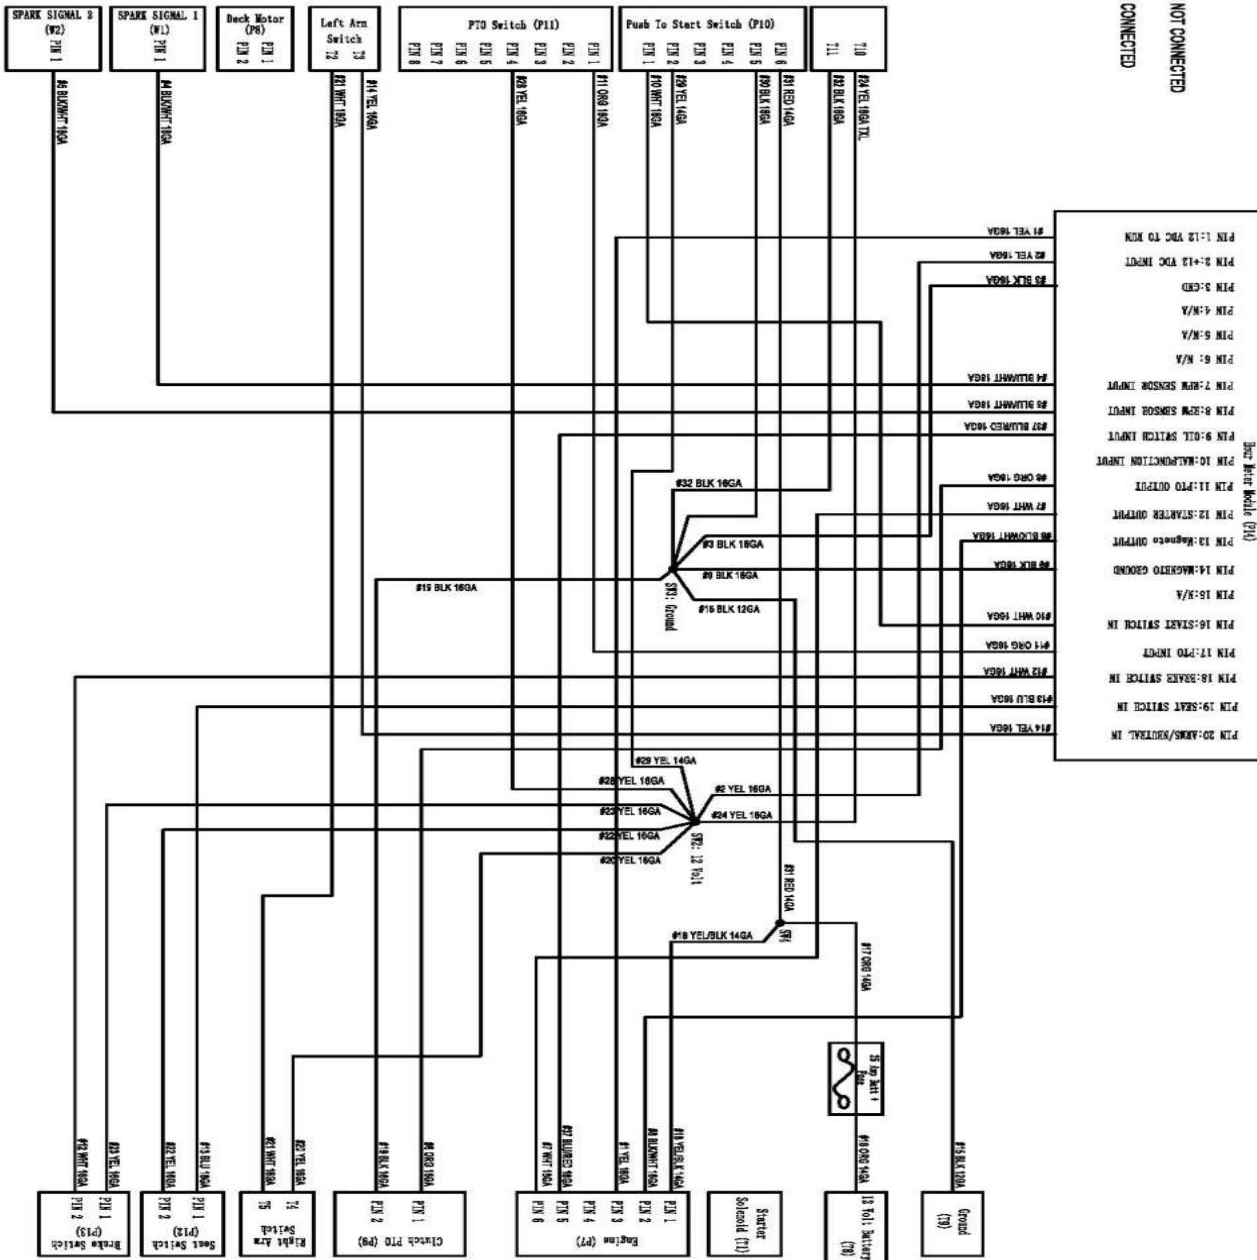 NOT CONNECTED
CONNECTED
SPARK SIGNAL 2
(W2)
PIN 1
SPARK SIGNAL 1
(W1)
PIN 1
Deck Motor
(P8)
PIN 2
PIN 1
Left Arm
Switch
T2
T3
PTO Switch (P11)
PIN 8
PIN 7
PIN 6
PIN 5
PIN 4
PIN 3
PIN 2
PIN 1
Push To Start Switch (P10)
PIN 1
PIN 2
PIN 3
PIN 4
PIN 5
PIN 6
T11
T10
#5 BLK/WHT 18GA
#4 BLK/WHT 18GA
#21 WHT 16GA
#14 YEL 16GA
#28 YEL 16GA
#11 ORG 16GA
#10 WHT 16GA
#29 YEL 14GA
#30 BLK 16GA
#31 RED 14GA
#32 BLK 16GA
#24 YEL 16GA TXL
Hour Meter Module (P14)
#1 YEL 16GA
PIN 1:12 VDC TO RUN
#2 YEL 16GA
PIN 2:+12 VDC INPUT
#3 BLK 16GA
PIN 3:GND
PIN 4:N/A
PIN 5:N/A
PIN 6: N/A
#4 BLU/WHT 18GA
PIN 7:RPM SENSOR INPUT
#5 BLU/WHT 18GA
PIN 8:RPM SENSOR INPUT
#37 BLU/RED 16GA
PIN 9:OIL SWITCH INPUT
PIN 10:MALFUNCTION INPUT
#6 ORG 16GA
PIN 11:PTO OUTPUT
#7 WHT 16GA
PIN 12:STARTER OUTPUT
#8 BLK/WHT 16GA
PIN 13:Magneto OUTPUT
#9 BLK 16GA
PIN 14:MAGNETO GROUND
PIN 15:N/A
#10 WHT 16GA
PIN 16:START SWITCH IN
#11 ORG 16GA
PIN 17:PTO INPUT
#12 WHT 16GA
PIN 18:BRAKE SWITCH IN
#13 BLU 16GA
PIN 19:SEAT SWITCH IN
#14 YEL 16GA
PIN 20:ARMS/NEUTRAL IN
#32 BLK 16GA
#3 BLK 16GA
#9 BLK 16GA
#15 BLK 16GA
#15 BLK 12GA
SW3: Ground
#29 YEL 14GA
#28 YEL 16GA
#23 YEL 16GA
#22 YEL 16GA
#20 YEL 16GA
#2 YEL 16GA
#24 YEL 16GA
SW2: 12 Volt
#31 RED 14GA
#18 YEL/BLK 14GA
SW4
#17 ORG 14GA
25 Amp Batt +
Fuse
#12 WHT 16GA
#23 YEL 16GA
#22 YEL 16GA
#13 BLU 16GA
#21 WHT 16GA
#20 YEL 16GA
#19 BLK 16GA
#6 ORG 16GA
#7 WHT 16GA
#37 BLU/RED 16GA
#1 YEL 16GA
#8 BLK/WHT 16GA
#18 YEL/BLK 14GA
#16 ORG 14GA
#15 BLK 12GA
PIN 2
PIN 1
Brake Switch
(P13)
PIN 2
PIN 1
Seat Switch
(P12)
T5
T4
Right Arm
Switch
PIN 2
PIN 1
Clutch PTO (P9)
PIN 6
PIN 5
PIN 4
PIN 3
PIN 2
PIN 1
Engine (P7)
Starter
Solenoid (T1)
12 Volt Battery
(T8)
Ground
(T9)